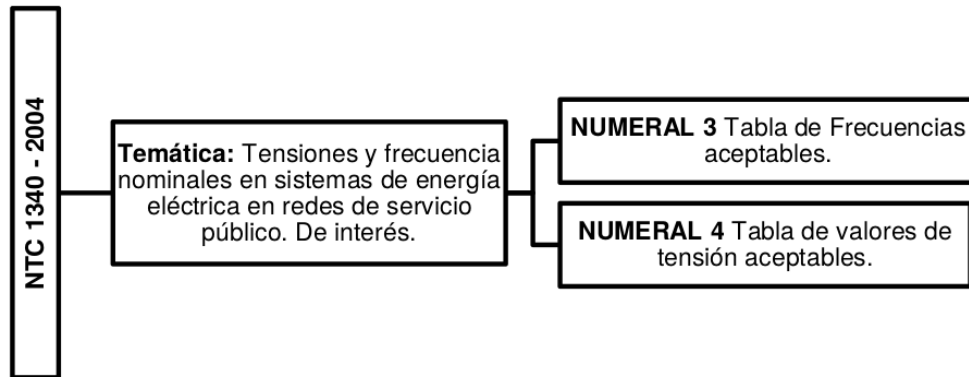 NTC 1340 - 2004
Temática: Tensiones y frecuencia
nominales en sistemas de energía
eléctrica en redes de servicio
público. De interés.
NUMERAL 3 Tabla de Frecuencias
aceptables.
NUMERAL 4 Tabla de valores de
tensión aceptables.